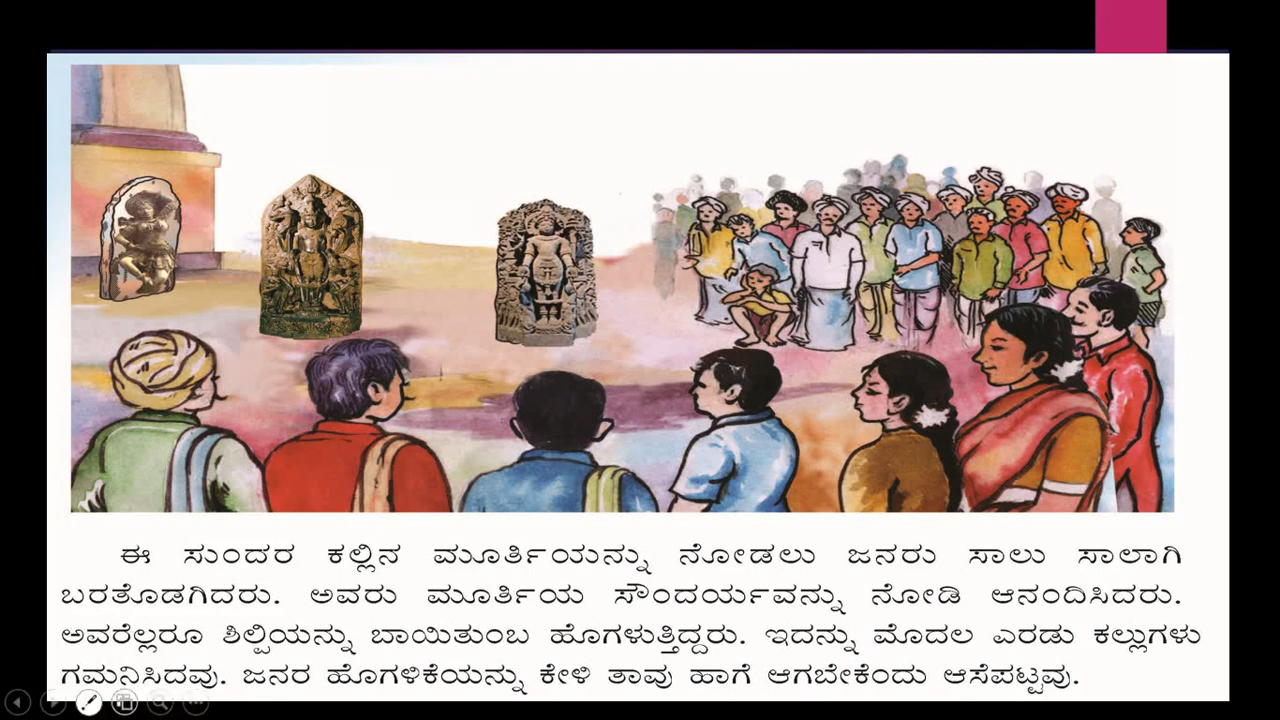 ಈ ಸುಂದರ ಕಲ್ಲಿನ ಮೂರ್ತಿಯನ್ನು ನೋಡಲು ಜನರು ಸಾಲು ಸಾಲಾಗಿ
ಬರತೊಡಗಿದರು. ಅವರು ಮೂರ್ತಿಯ ಸೌಂದರ್ಯವನ್ನು ನೋಡಿ ಆನಂದಿಸಿದರು.
ಅವರೆಲ್ಲರೂ ಶಿಲ್ಪಿಯನ್ನು ಬಾಯಿತುಂಬ ಹೊಗಳುತ್ತಿದ್ದರು. ಇದನ್ನು ಮೊದಲ ಎರಡು ಕಲ್ಲುಗಳು
ಗಮನಿಸಿದವು. ಜನರ ಹೊಗಳಿಕೆಯನ್ನು ಕೇಳಿ ತಾವು ಹಾಗೆ ಆಗಬೇಕೆಂದು ಆಸೆಪಟ್ಟವು.